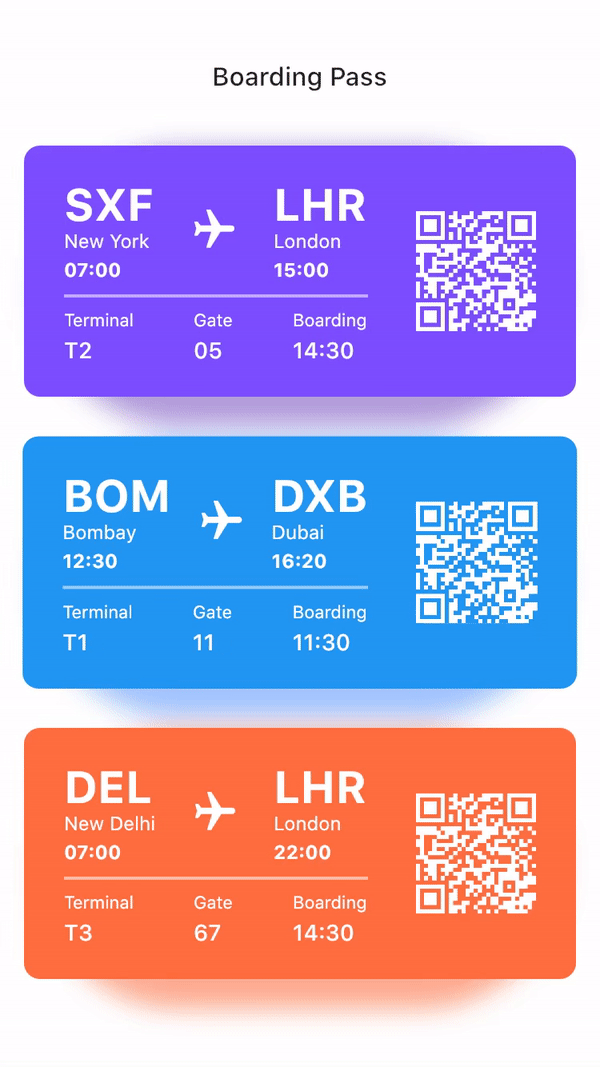 Boarding Pass
SXF LHR
New York London
07:00 15:00
Terminal Gate Boarding
T2 05 14:30
BOM DXB
Bombay Dubai
12:30 16:20
Terminal Gate Boarding
T1 11 11:30
DEL LHR
New Delhi London
07:00 22:00
Terminal Gate Boarding
T3 67 14:30